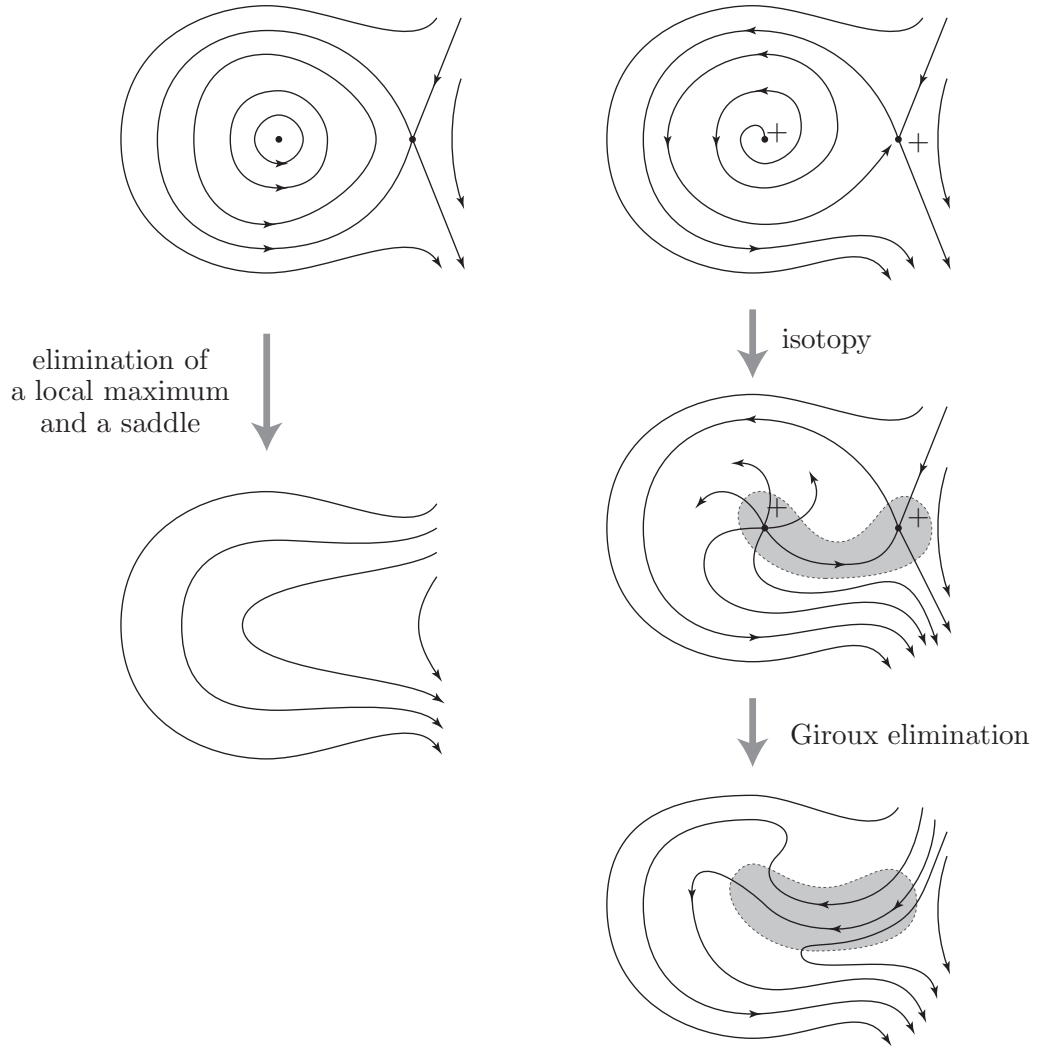 +
+
isotopy
elimination of
a local maximum
and a saddle
+
+
Giroux elimination